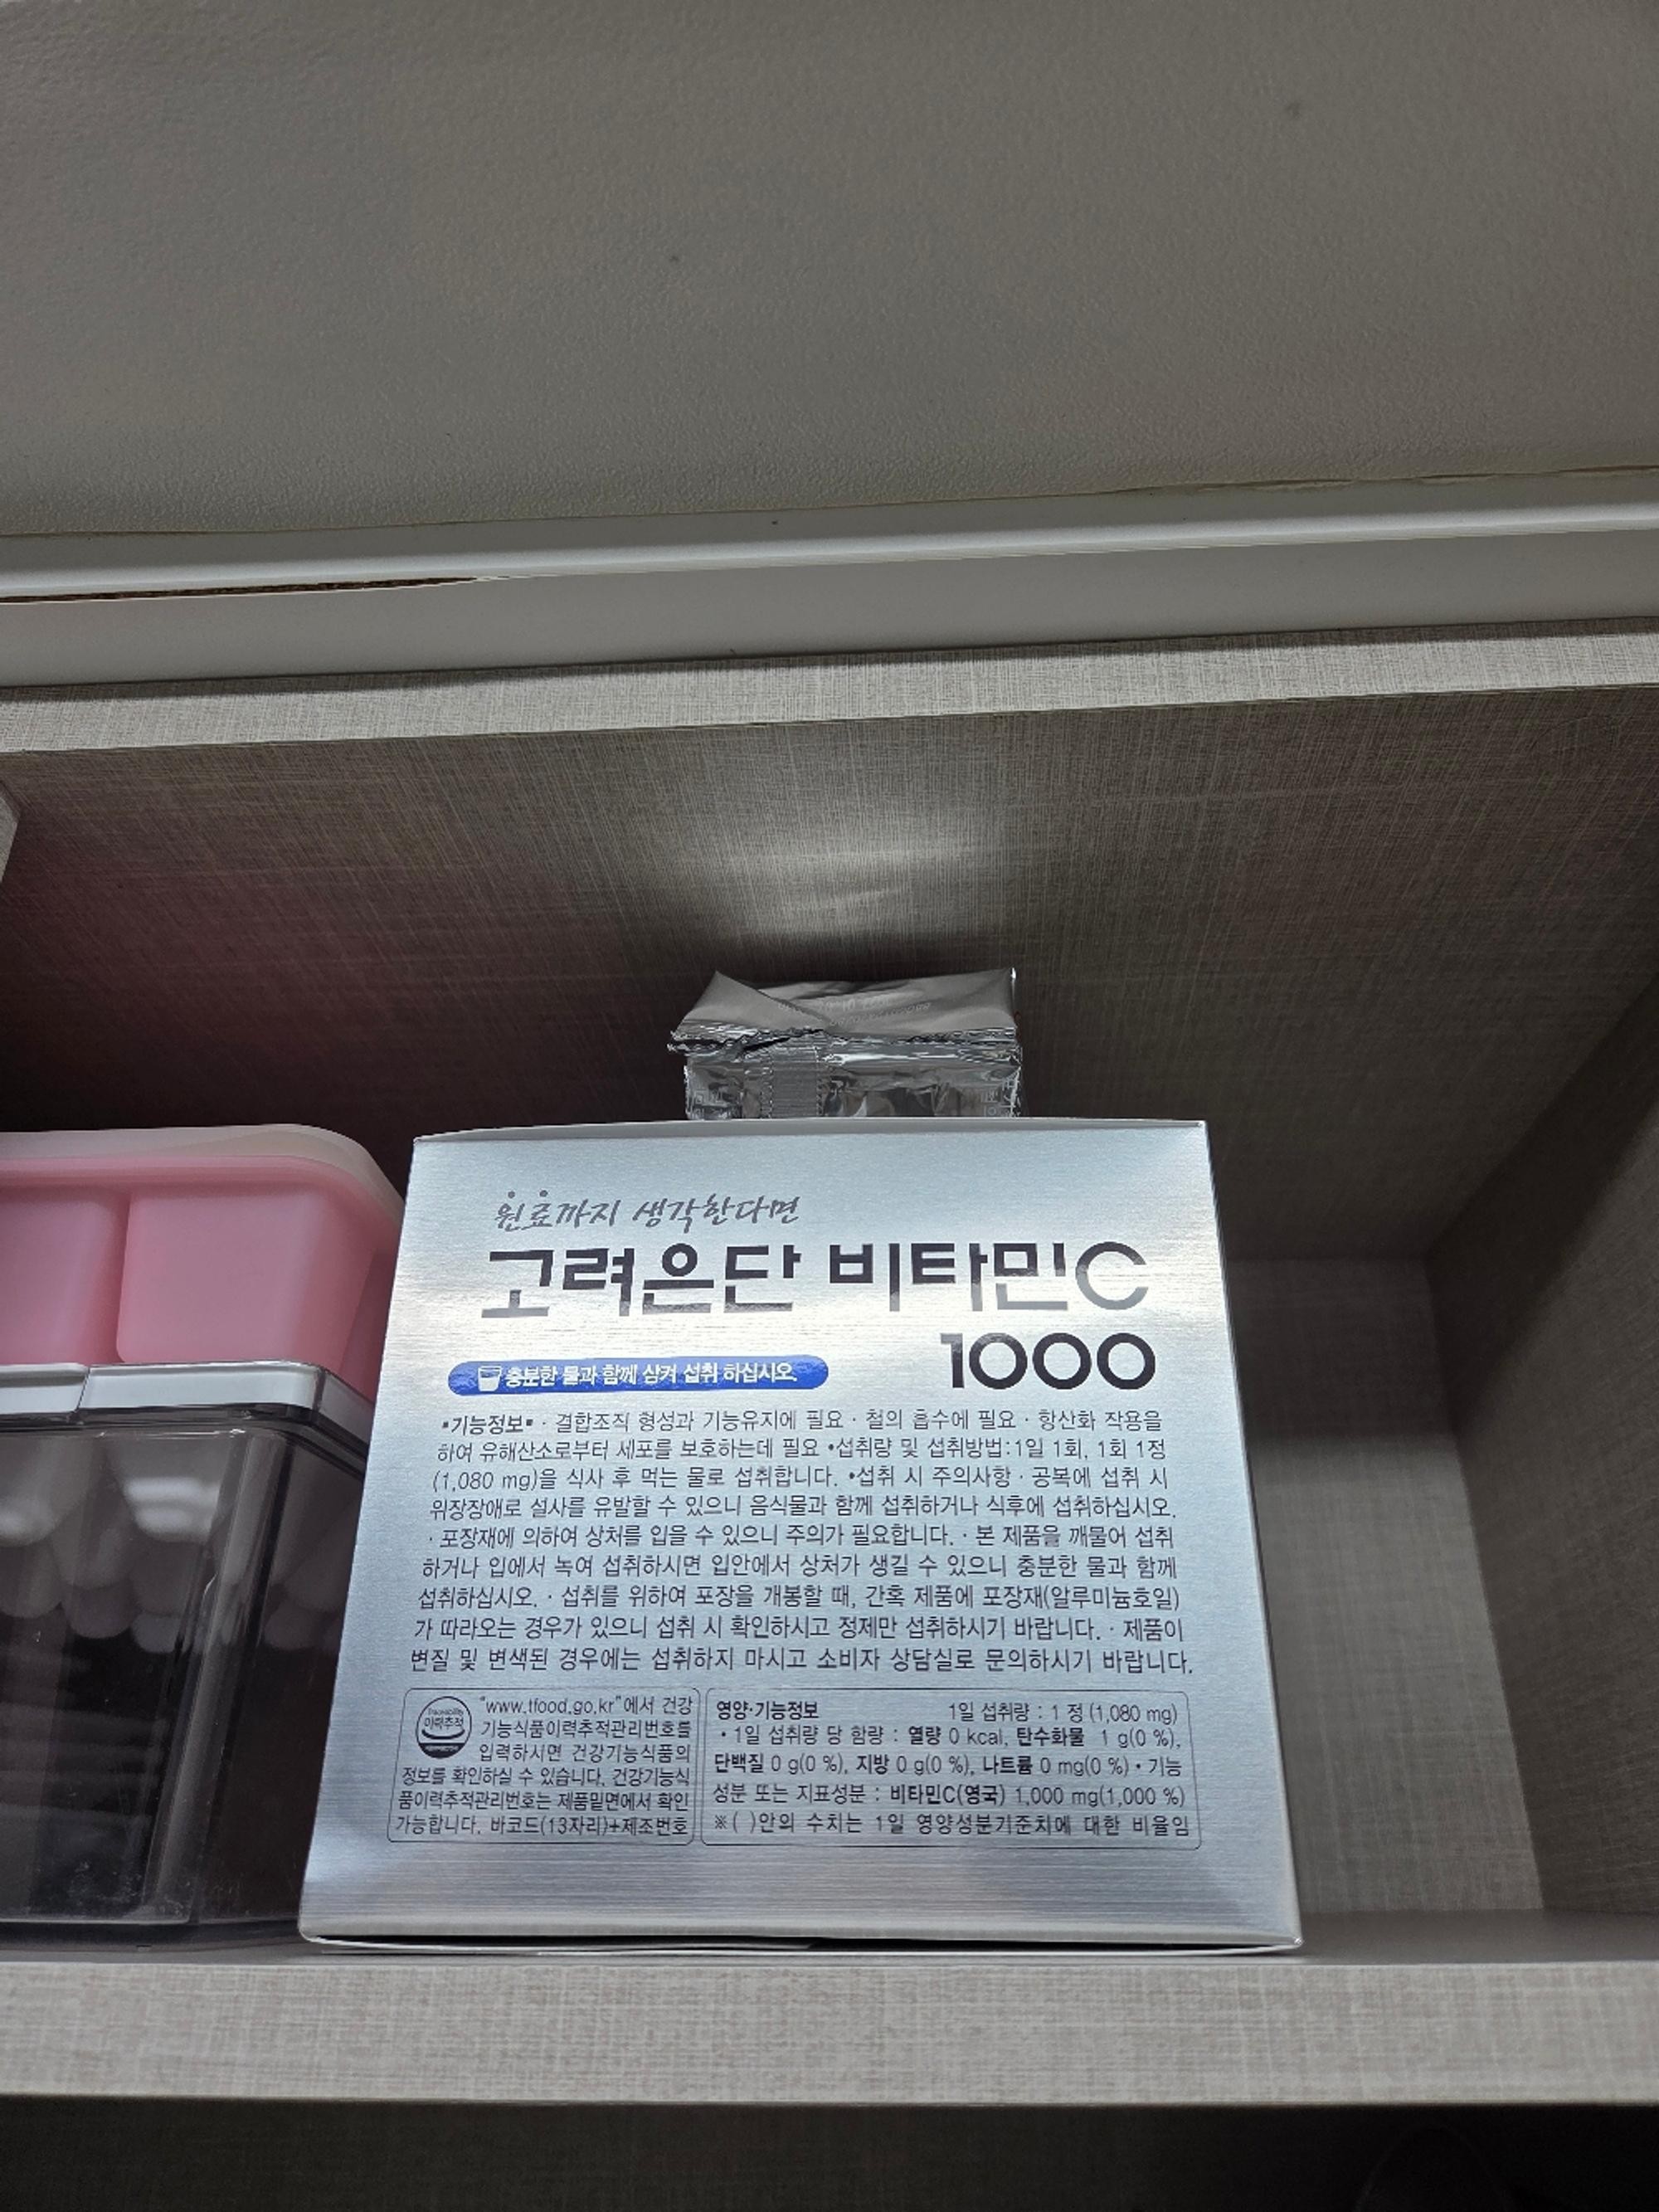 원료까지 생각한다면
고려은단 비타민C
1000
충분한 물과 함께 삼켜 섭취 하십시오.
▪기능정보▪ · 결합조직 형성과 기능유지에 필요 · 철의 흡수에 필요 · 항산화 작용을
하여 유해산소로부터 세포를 보호하는데 필요 •섭취량 및 섭취방법:1일 1회, 1회 1정
(1,080 mg)을 식사 후 먹는 물로 섭취합니다. •섭취 시 주의사항 · 공복에 섭취 시
위장장애로 설사를 유발할 수 있으니 음식물과 함께 섭취하거나 식후에 섭취하십시오.
· 포장재에 의하여 상처를 입을 수 있으니 주의가 필요합니다. · 본 제품을 깨물어 섭취
하거나 입에서 녹여 섭취하시면 입안에서 상처가 생길 수 있으니 충분한 물과 함께
섭취하십시오. · 섭취를 위하여 포장을 개봉할 때, 간혹 제품에 포장재(알루미늄호일)
가 따라오는 경우가 있으니 섭취 시 확인하시고 정제만 섭취하시기 바랍니다. · 제품이
변질 및 변색된 경우에는 섭취하지 마시고 소비자 상담실로 문의하시기 바랍니다.
이력추적
"www.tfood.go.kr"에서 건강
기능식품이력추적관리번호를
입력하시면 건강기능식품의
정보를 확인하실 수 있습니다. 건강기능식
품이력추적관리번호는 제품밑면에서 확인
가능합니다. 바코드(13자리)+제조번호
영양·기능정보 1일 섭취량 : 1 정 (1,080 mg)
• 1일 섭취량 당 함량 : 열량 0 kcal, 탄수화물 1 g(0 %),
단백질 0 g(0 %), 지방 0 g(0 %), 나트륨 0 mg(0 %) • 기능
성분 또는 지표성분 : 비타민C(영국) 1,000 mg(1,000 %)
※( )안의 수치는 1일 영양성분기준치에 대한 비율임